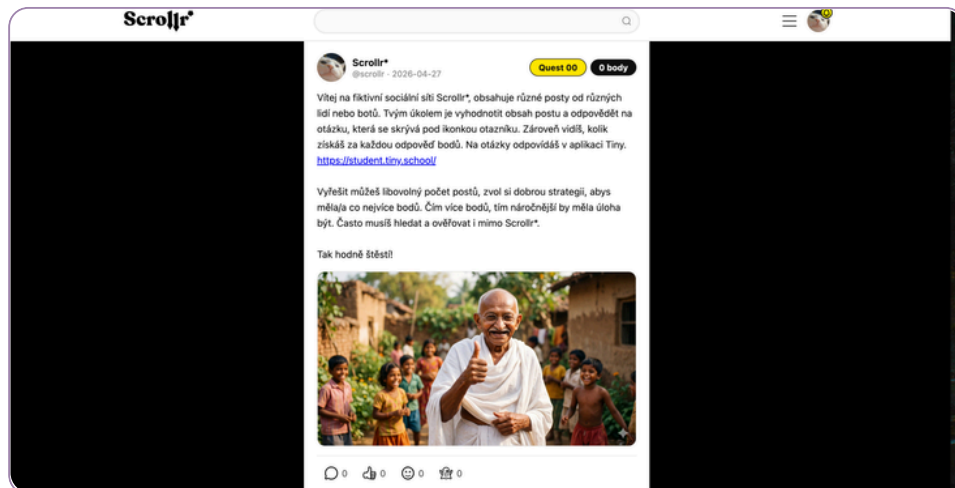 Scrollr*
Scrollr*
@scrollr · 2026-04-27
Quest 00
0 body
Vítej na fiktivní sociální síti Scrollr*, obsahuje různé posty od různých
lidí nebo botů. Tvým úkolem je vyhodnotit obsah postu a odpovědět na
otázku, která se skrývá pod ikonkou otazníku. Zároveň vidíš, kolik
získáš za každou odpověď bodů. Na otázky odpovídáš v aplikaci Tiny.
https://student.tiny.school/
Vyřešit můžeš libovolný počet postů, zvol si dobrou strategii, abys
měla/a co nejvíce bodů. Čím více bodů, tím náročnější by měla úloha
být. Často musíš hledat a ověřovat i mimo Scrollr*.
Tak hodně štěstí!
0 0 0 0